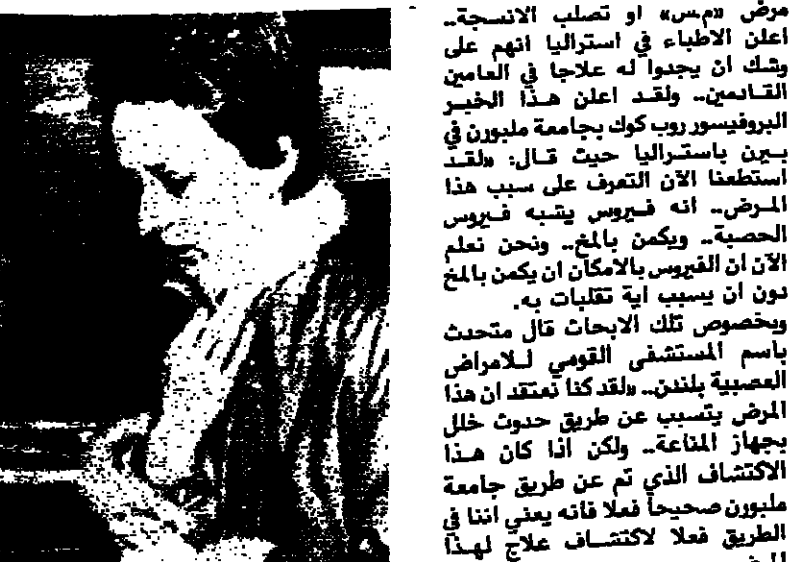 مرض «م.س» او تصلب الانسجة..
اعلن الاطباء في استراليا انهم على
وشك ان يجدوا له علاجا في العامين
القادمين.. ولقد اعلن هذا الخبر
البروفيسور روب كوك بجامعة ملبورن في
بيرن باستراليا حيث قال: «لقد
استطعنا الآن التعرف على سبب هذا
المرض.. انه فيروس يشبه فيروس
الحصبة.. ويكمن بالمخ.. ونحن نعلم
الآن ان الفيروس بالامكان ان يكمن بالمخ
دون ان يسبب اية تقلبات به.
وبخصوص تلك الابحاث قال متحدث
باسم المستشفى القومي للامراض
العصبية بلندن.. «لقد كنا نعتقد ان هذا
المرض يتسبب عن طريق حدوث خلل
بجهاز المناعة.. ولكن اذا كان هذا
الاكتشاف الذي تم عن طريق جامعة
ملبورن صحيحاً فعلا فانه يعني اننا في
الطريق فعلا لاكتشاف علاج لهذا